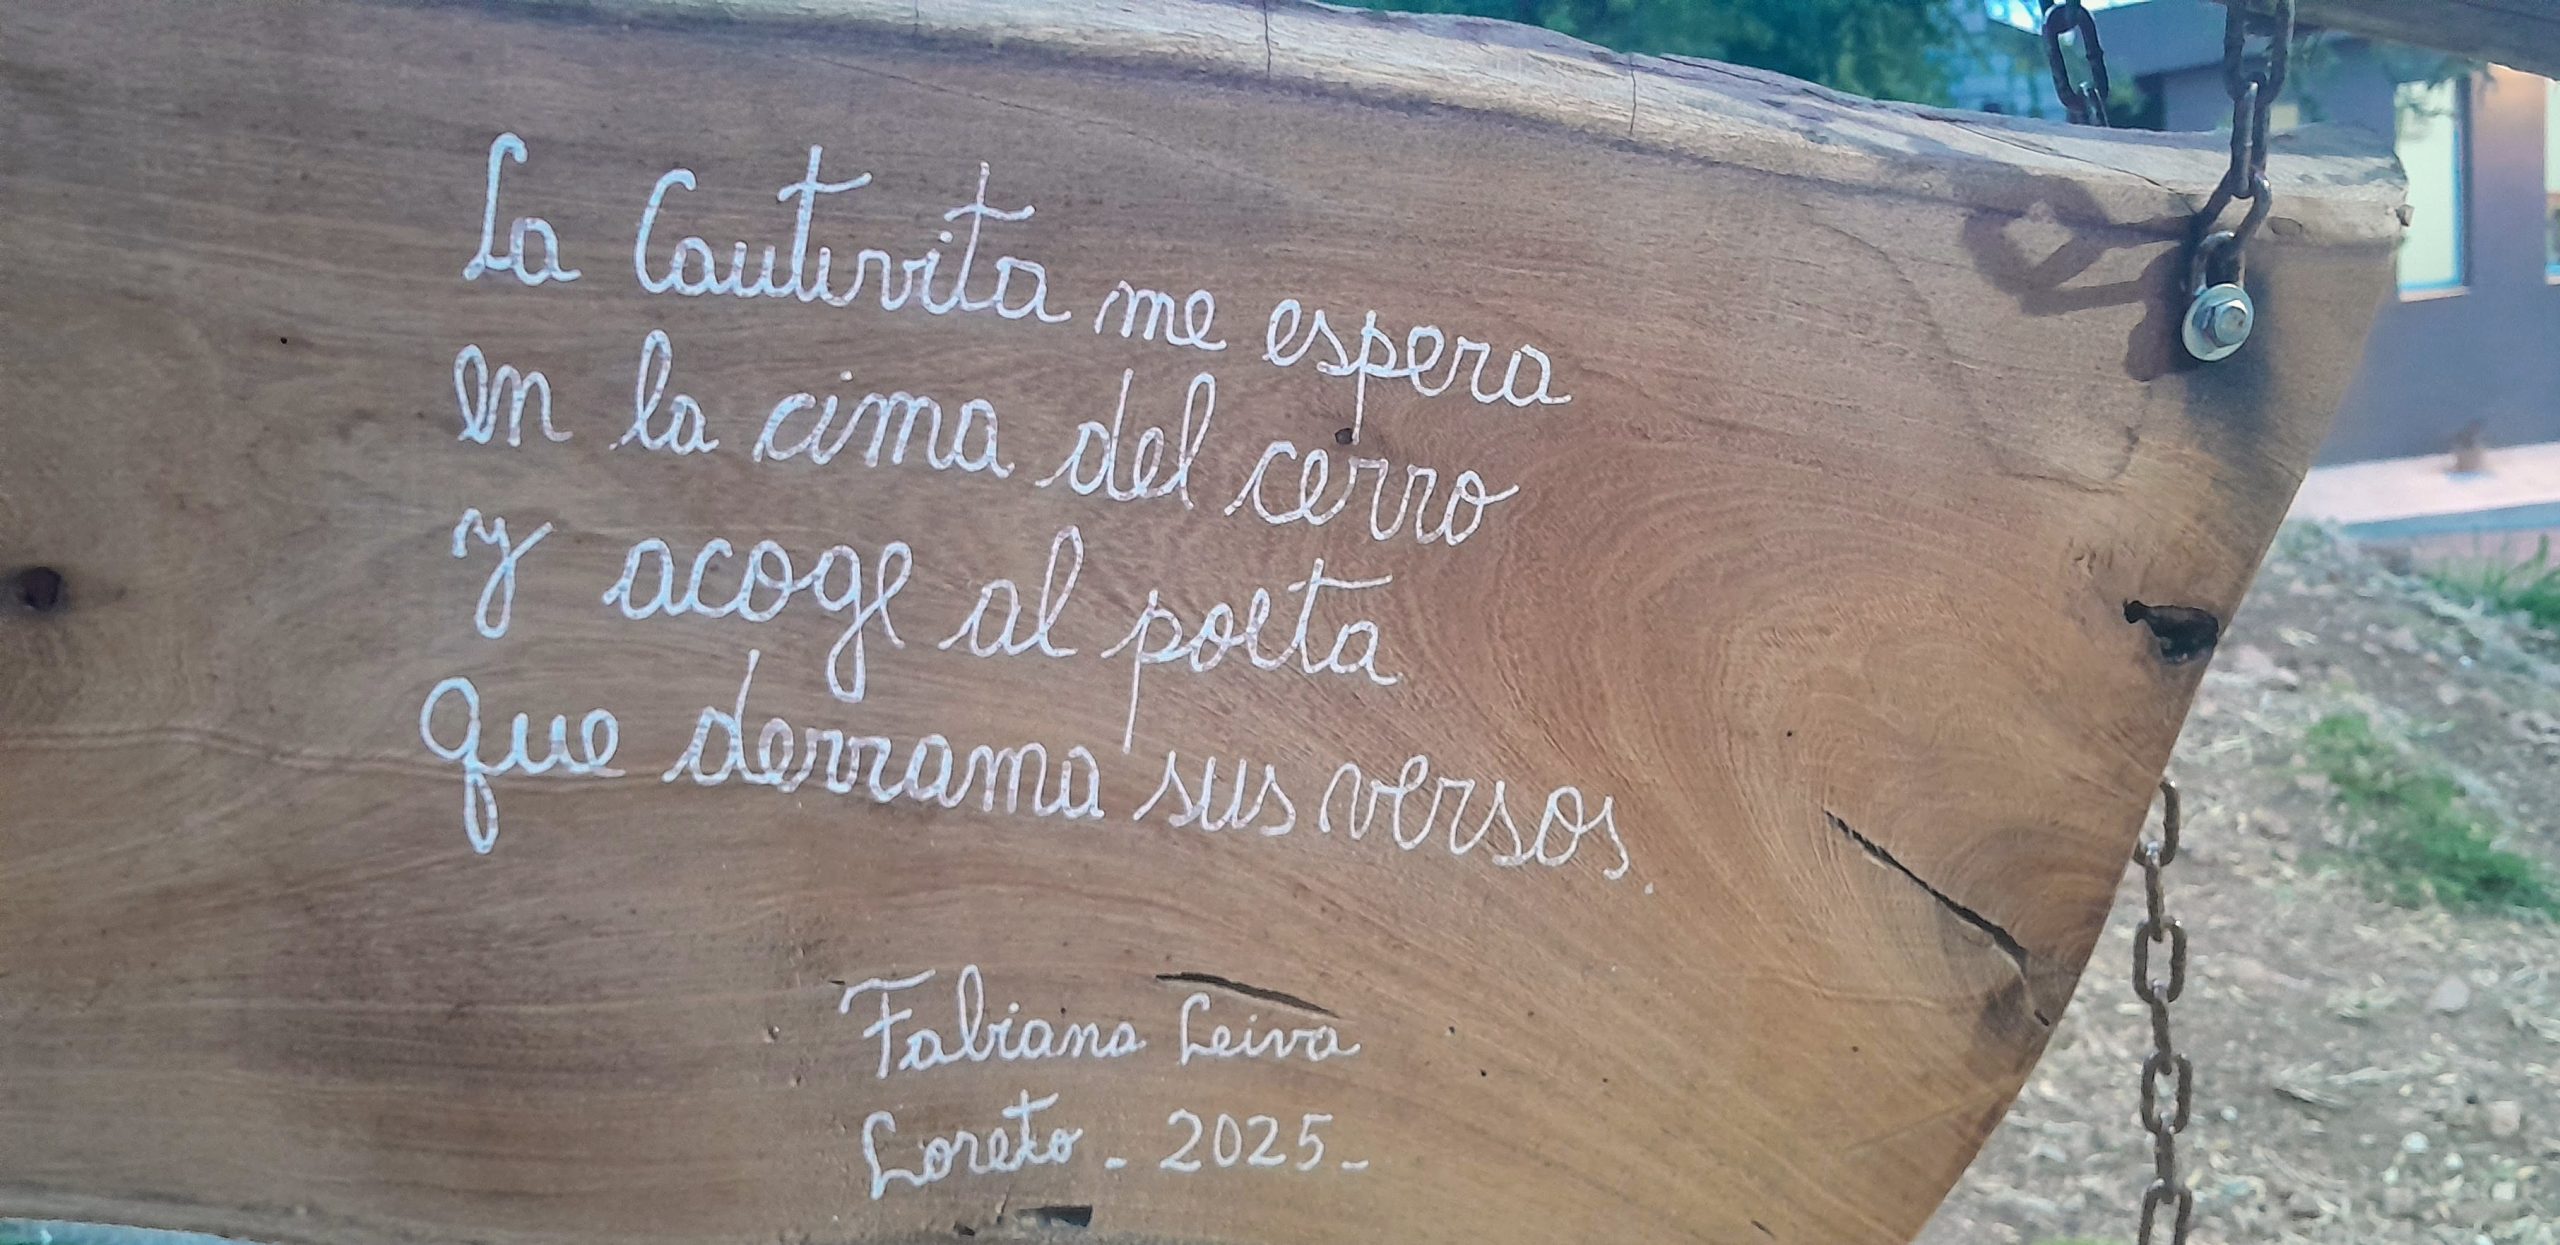 La Cautivita me espera
en la cima del cerro
y acoge al poeta
que derrama sus versos.
Fabiana Leiva
Loreto - 2025-